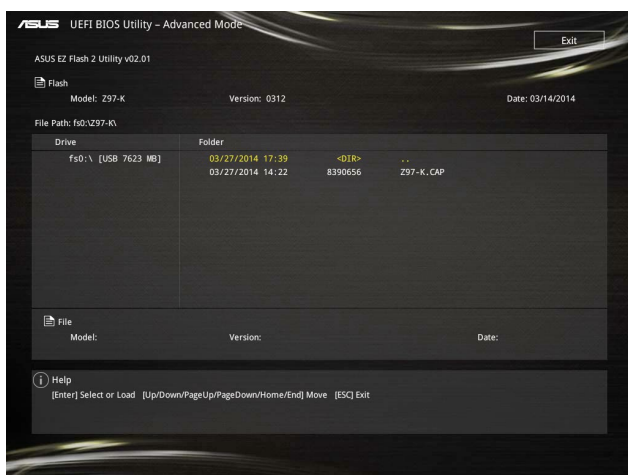 ASUS UEFI BIOS Utility – Advanced Mode
Exit
ASUS EZ Flash 2 Utility v02.01
Flash
Model: Z97-K Version: 0312 Date: 03/14/2014
File Path: fs0:\Z97-K\
Drive Folder
fs0:\ [USB 7623 MB] 03/27/2014 17:39 <DIR> ..
03/27/2014 14:22 8390656 Z97-K.CAP
File
Model: Version: Date:
Help
[Enter] Select or Load [Up/Down/PageUp/PageDown/Home/End] Move [ESC] Exit